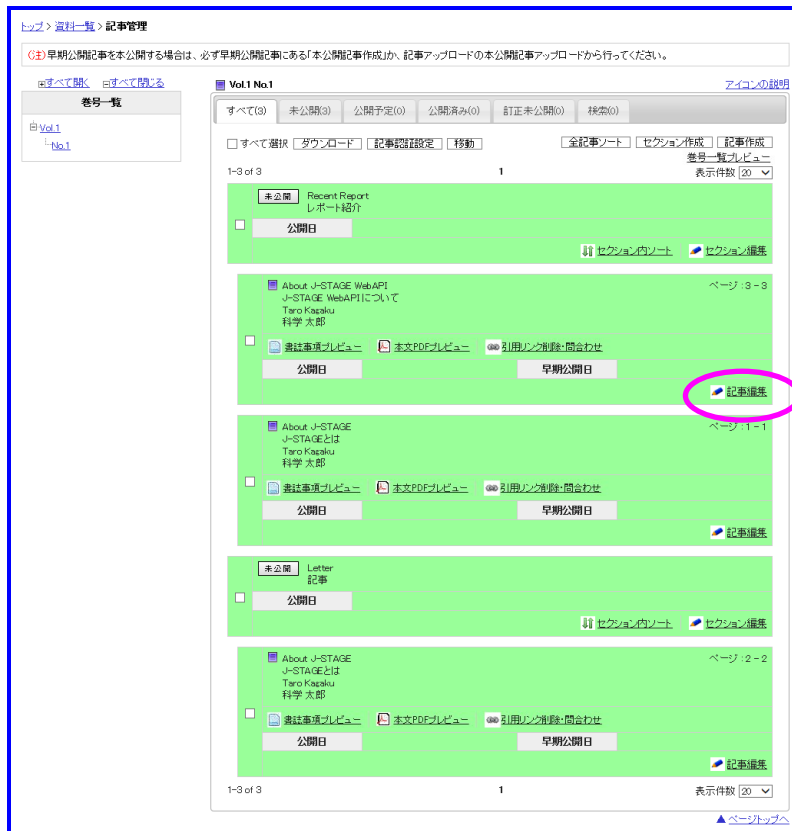 トップ > 資料一覧 > 記事管理
(注)早期公開記事を本公開する場合は、必ず早期公開記事にある「本公開記事作成」か、記事アップロードの本公開記事アップロードから行ってください。
すべて開く すべて閉じる
巻号一覧
Vol.1
No.1
Vol.1 No.1 アイコンの説明
すべて(3) 未公開(3) 公開予定(0) 公開済み(0) 訂正未公開(0) 検索(0)
すべて選択 ダウンロード 記事認証設定 移動 全記事ソート セクション作成 記事作成
巻号一覧プレビュー
1-3 of 3 1 表示件数 20
未公開 Recent Report
レポート紹介
公開日
セクション内ソート セクション編集
About J-STAGE WebAPI ページ:3-3
J-STAGE WebAPIについて
Taro Kagaku
科学 太郎
書誌事項プレビュー 本文PDFプレビュー 引用リンク削除・問合わせ
公開日 早期公開日
記事編集
About J-STAGE ページ:1-1
J-STAGEとは
Taro Kagaku
科学 太郎
書誌事項プレビュー 本文PDFプレビュー 引用リンク削除・問合わせ
公開日 早期公開日
記事編集
未公開 Letter
記事
公開日
セクション内ソート セクション編集
About J-STAGE ページ:2-2
J-STAGEとは
Taro Kagaku
科学 太郎
書誌事項プレビュー 本文PDFプレビュー 引用リンク削除・問合わせ
公開日 早期公開日
記事編集
1-3 of 3 1 表示件数 20
▲ ページトップへ